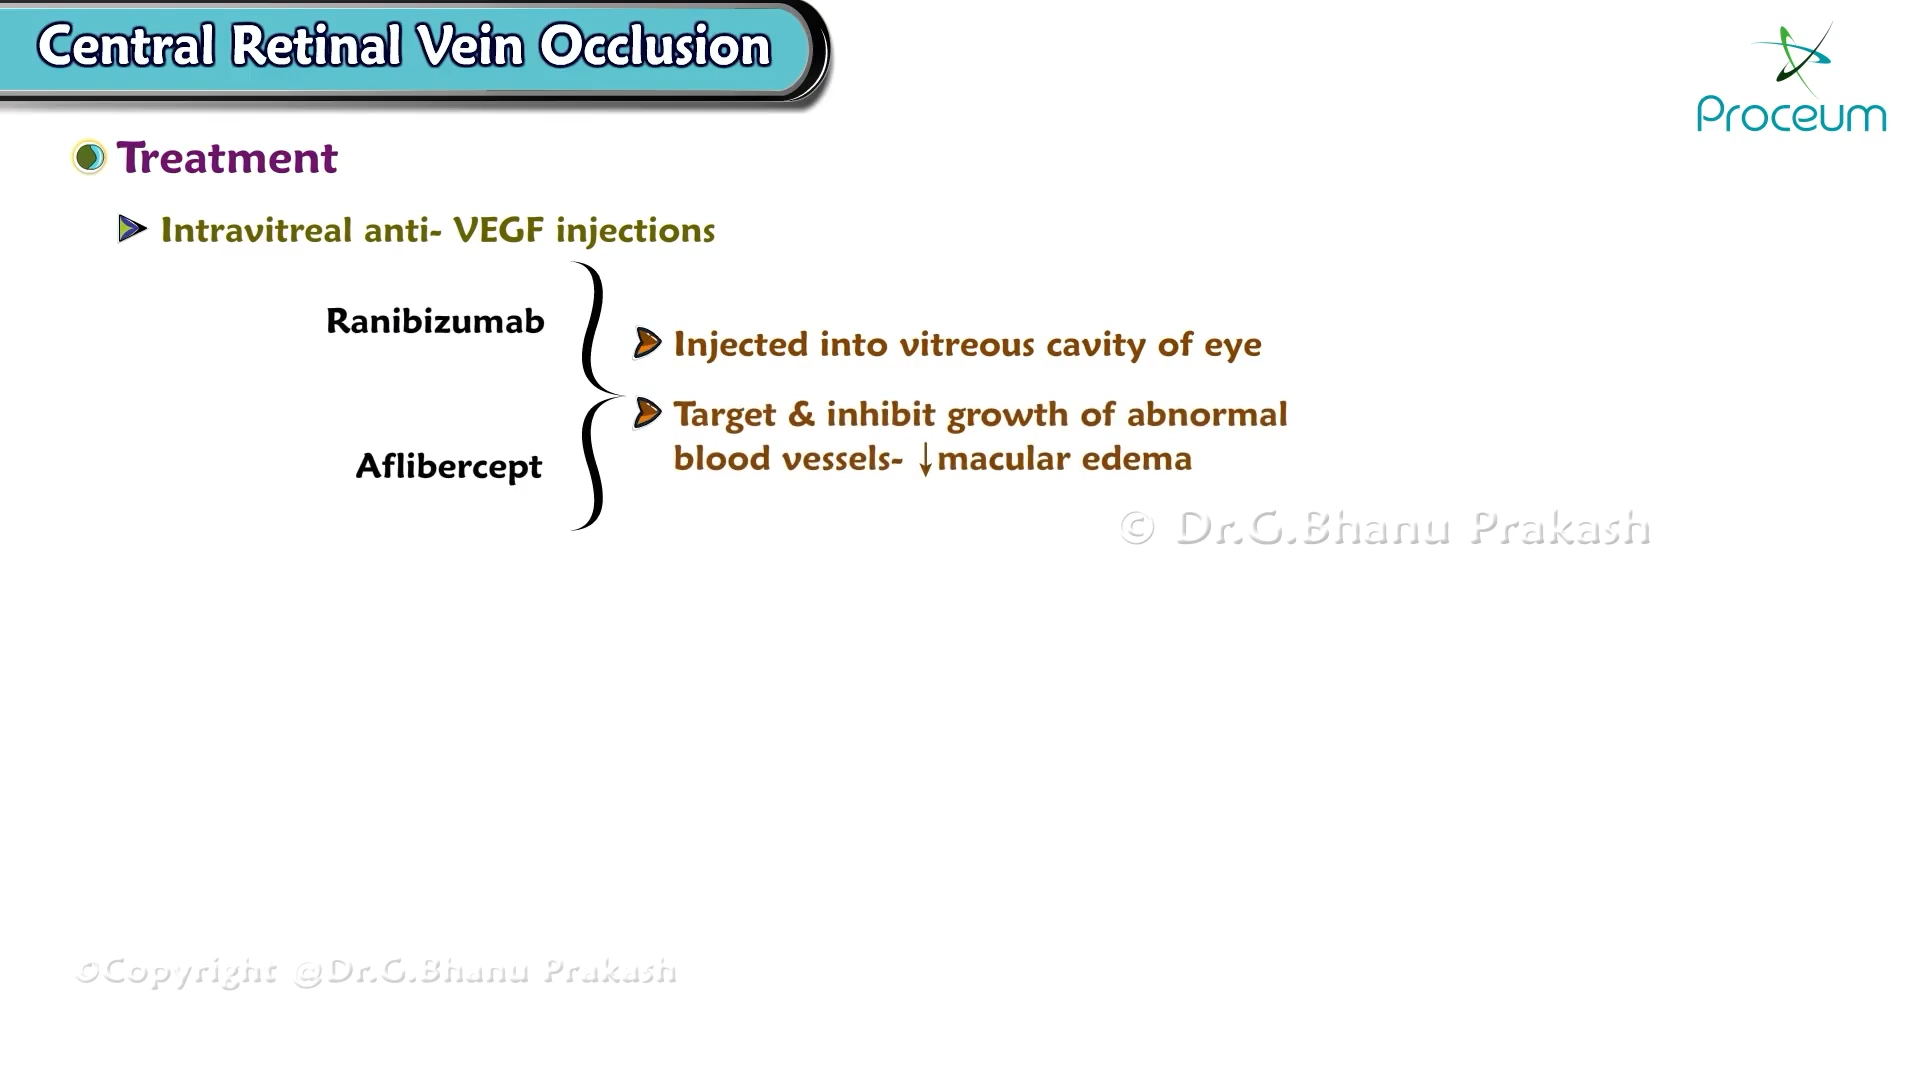 Central Retinal Vein Occlusion
Proceum
Treatment
Intravitreal anti- VEGF injections
Ranibizumab
Injected into vitreous cavity of eye
Target & inhibit growth of abnormal
blood vessels- ↓macular edema
Aflibercept
© Dr.G.Bhanu Prakash
©Copyright @Dr.G.Bhanu Prakash